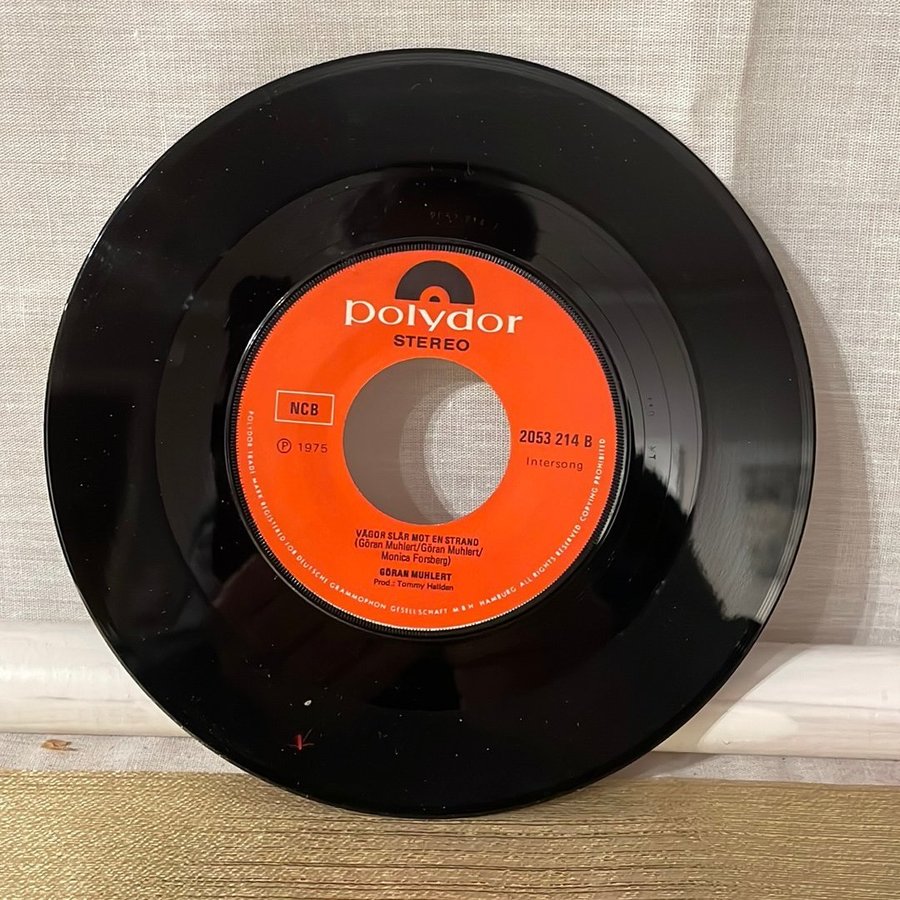 polydor
STEREO
NCB
Ⓟ 1975
2053 214 B
Intersong
VÅGOR SLÅR MOT EN STRAND
(Göran Muhlert/Göran Muhlert/
Monica Forsberg)
GÖRAN MUHLERT
Prod.: Tommy Halldén
POLYDOR TRADE MARK REGISTERED FOR DEUTSCHE GRAMMOPHON GESELLSCHAFT M B H HAMBURG ALL RIGHTS RESERVED COPYING PROHIBITED